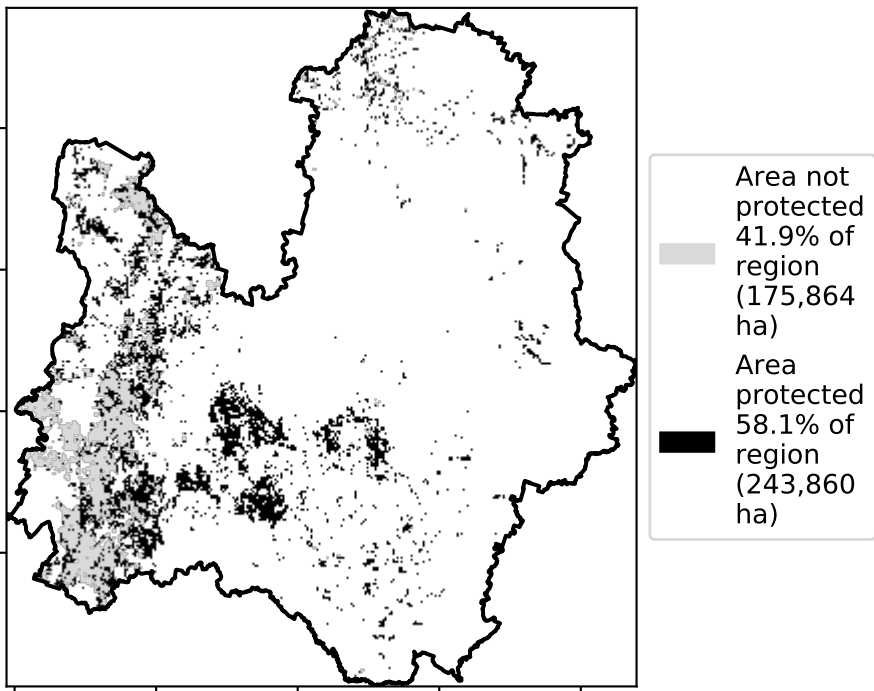 Area not
protected
41.9% of
region
(175,864
ha)
Area
protected
58.1% of
region
(243,860
ha)